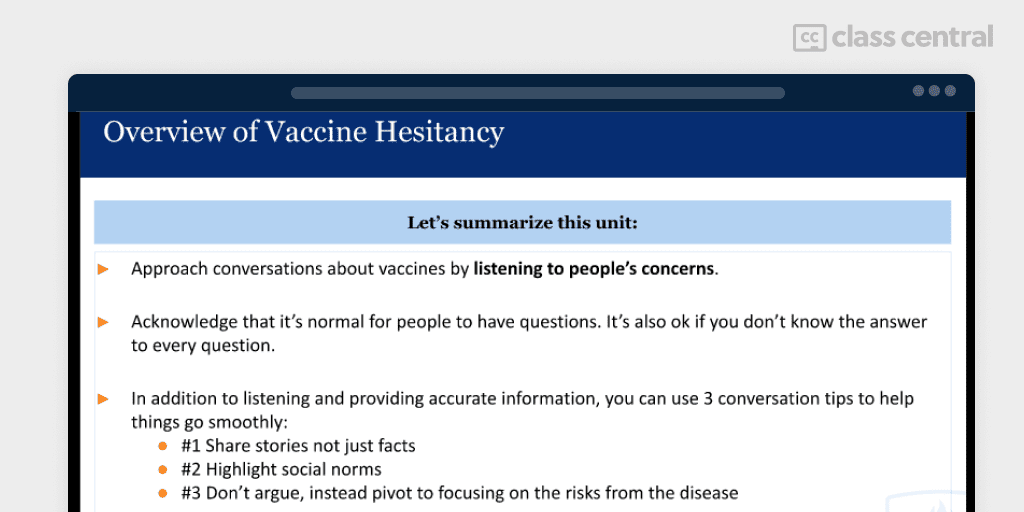 cc class central
Overview of Vaccine Hesitancy
Let’s summarize this unit:
Approach conversations about vaccines by listening to people’s concerns.
Acknowledge that it’s normal for people to have questions. It’s also ok if you don’t know the answer
to every question.
In addition to listening and providing accurate information, you can use 3 conversation tips to help
things go smoothly:
#1 Share stories not just facts
#2 Highlight social norms
#3 Don’t argue, instead pivot to focusing on the risks from the disease